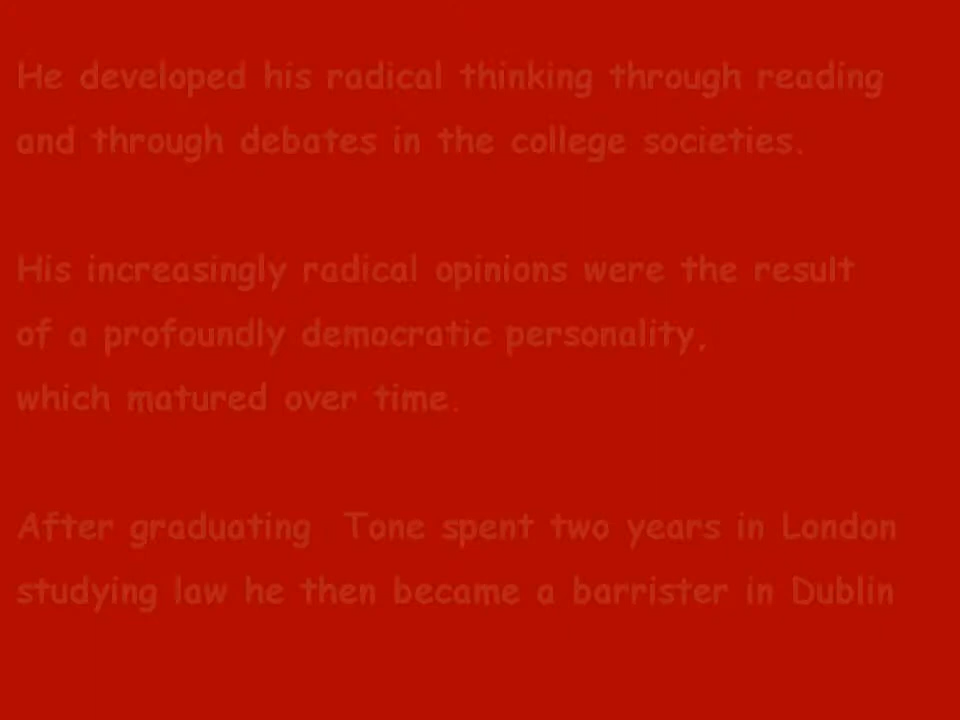 He developed his radical thinking through reading
and through debates in the college societies.
His increasingly radical opinions were the result
of a profoundly democratic personality,
which matured over time.
After graduating Tone spent two years in London
studying law he then became a barrister in Dublin